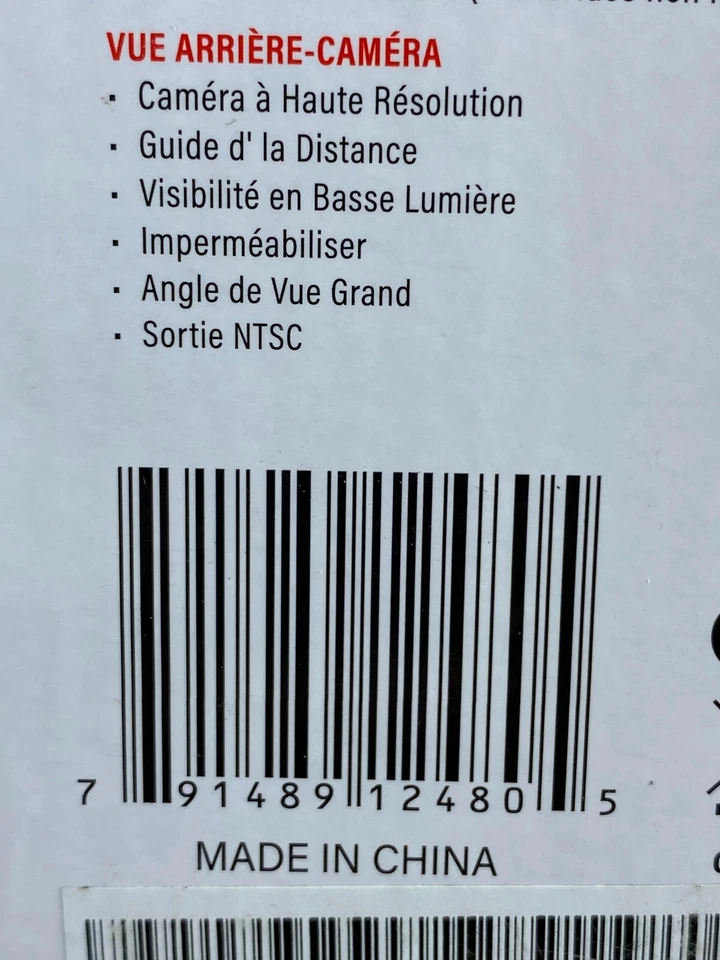 VUE ARRIÈRE-CAMÉRA
· Caméra à Haute Résolution
· Guide d' la Distance
· Visibilité en Basse Lumière
· Imperméabiliser
· Angle de Vue Grand
· Sortie NTSC
7 91489 12480 5
MADE IN CHINA